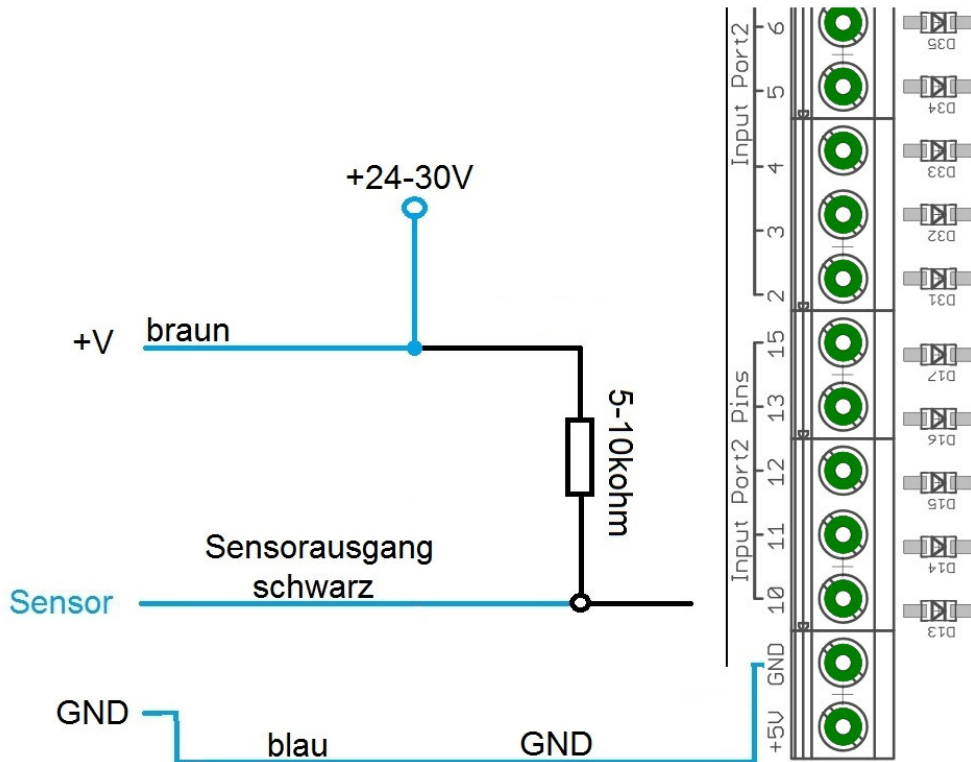 +24-30V
+V
braun
5-10kohm
Sensorausgang
schwarz
Sensor
GND
blau
GND
Input Port2
6
5
4
3
2
Input Port2 Pins
15
13
12
11
10
GND
+5V
D35
D34
D33
D32
D31
D17
D16
D15
D14
D13